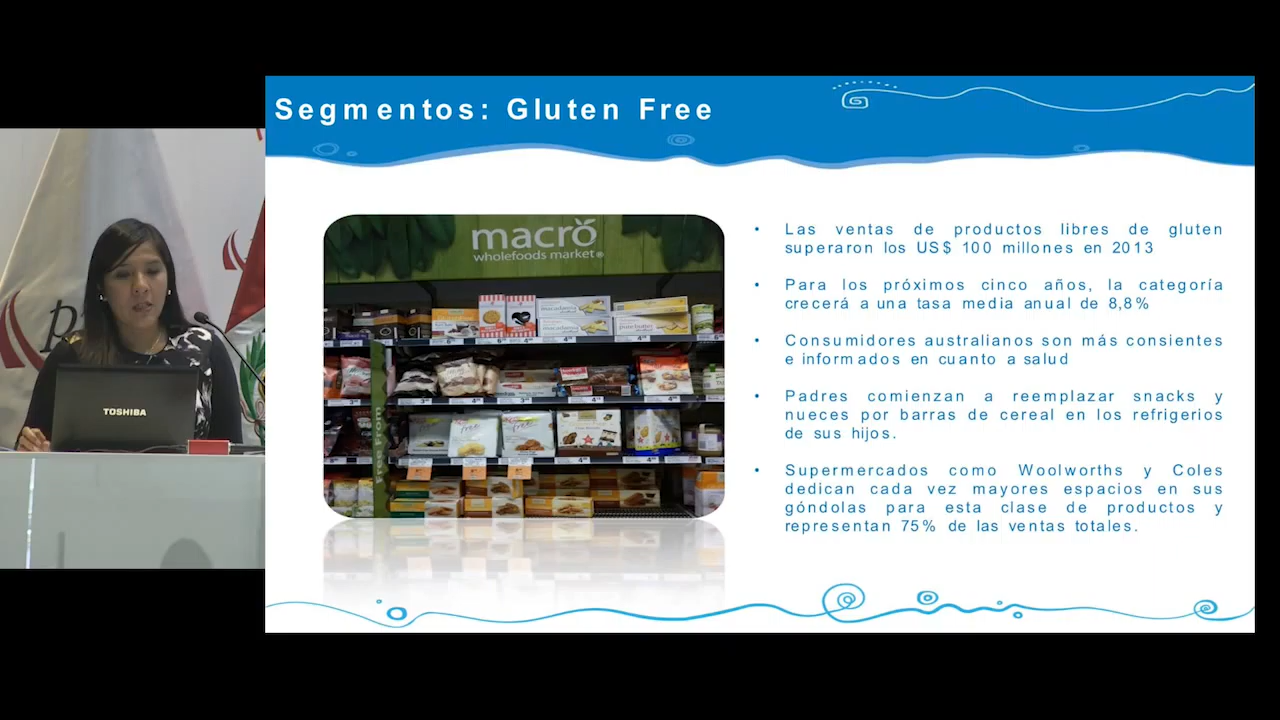 Segmentos: Gluten Free
macro
wholefoods market
TOSHIBA
• Las ventas de productos libres de gluten
superaron los US$ 100 millones en 2013
• Para los próximos cinco años, la categoría
crecerá a una tasa media anual de 8,8%
• Consumidores australianos son más consientes
e informados en cuanto a salud
• Padres comienzan a reemplazar snacks y
nueces por barras de cereal en los refrigerios
de sus hijos.
• Supermercados como Woolworths y Coles
dedican cada vez mayores espacios en sus
góndolas para esta clase de productos y
representan 75% de las ventas totales.